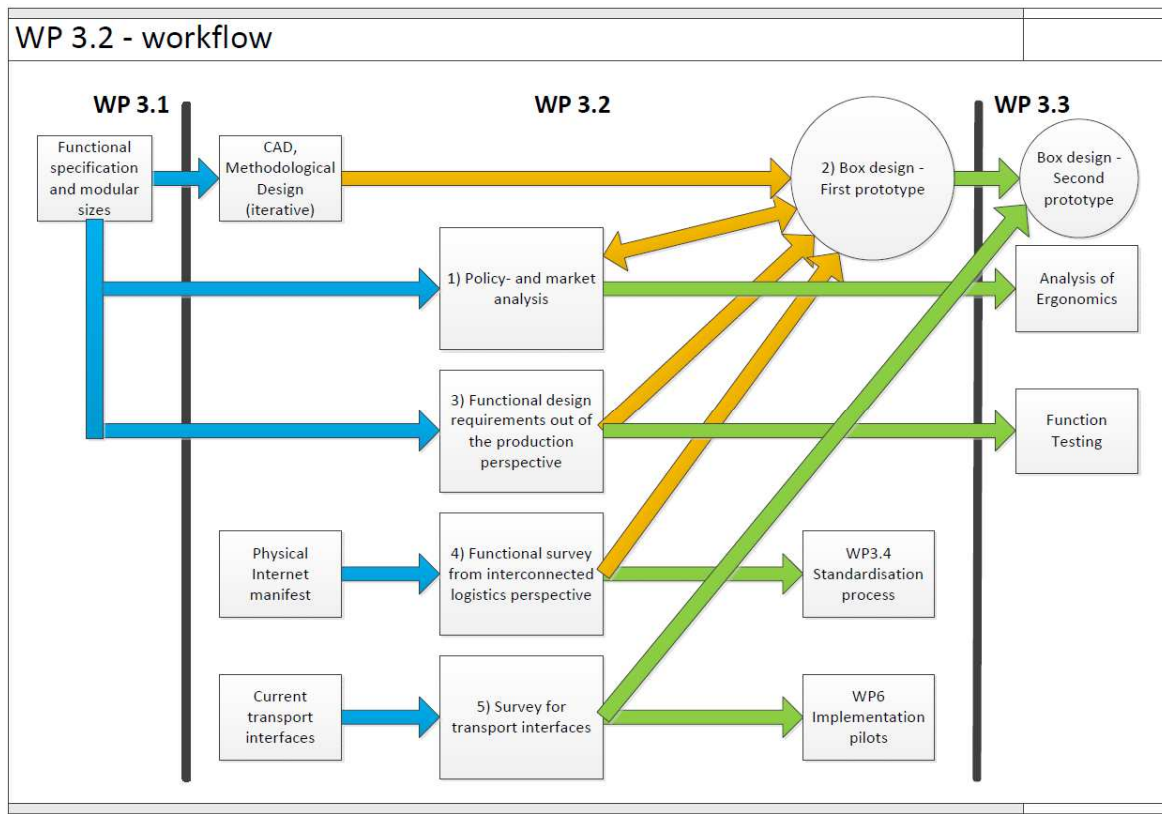 WP 3.2 - workflow
WP 3.1
WP 3.2
WP 3.3
Functional
specification
and modular
sizes
CAD,
Methodological
Design
(iterative)
2) Box design -
First prototype
Box design -
Second
prototype
1) Policy- and market
analysis
Analysis of
Ergonomics
3) Functional design
requirements out of
the production
perspective
Function
Testing
Physical
Internet
manifest
4) Functional survey
from interconnected
logistics perspective
WP3.4
Standardisation
process
Current
transport
interfaces
5) Survey for
transport interfaces
WP6
Implementation
pilots